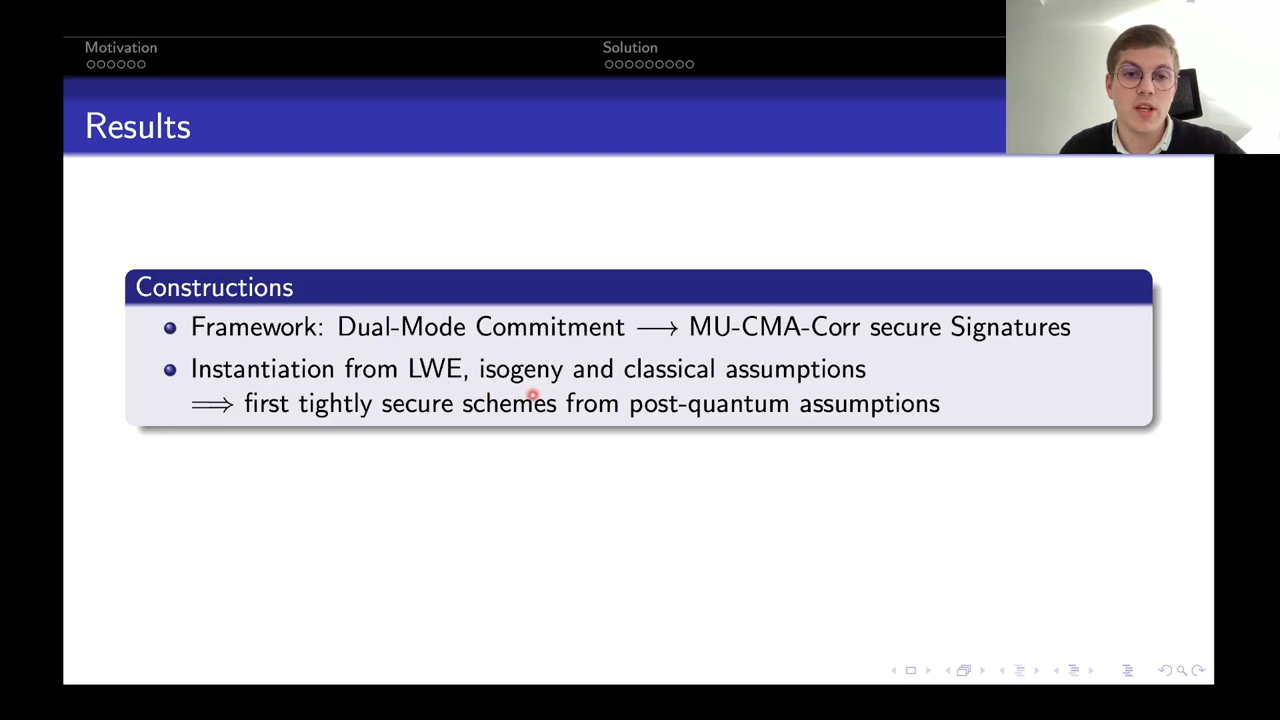 Motivation
Solution
Results
Constructions
Framework: Dual-Mode Commitment ⟶ MU-CMA-Corr secure Signatures
Instantiation from LWE, isogeny and classical assumptions
⟹ first tightly secure schemes from post-quantum assumptions